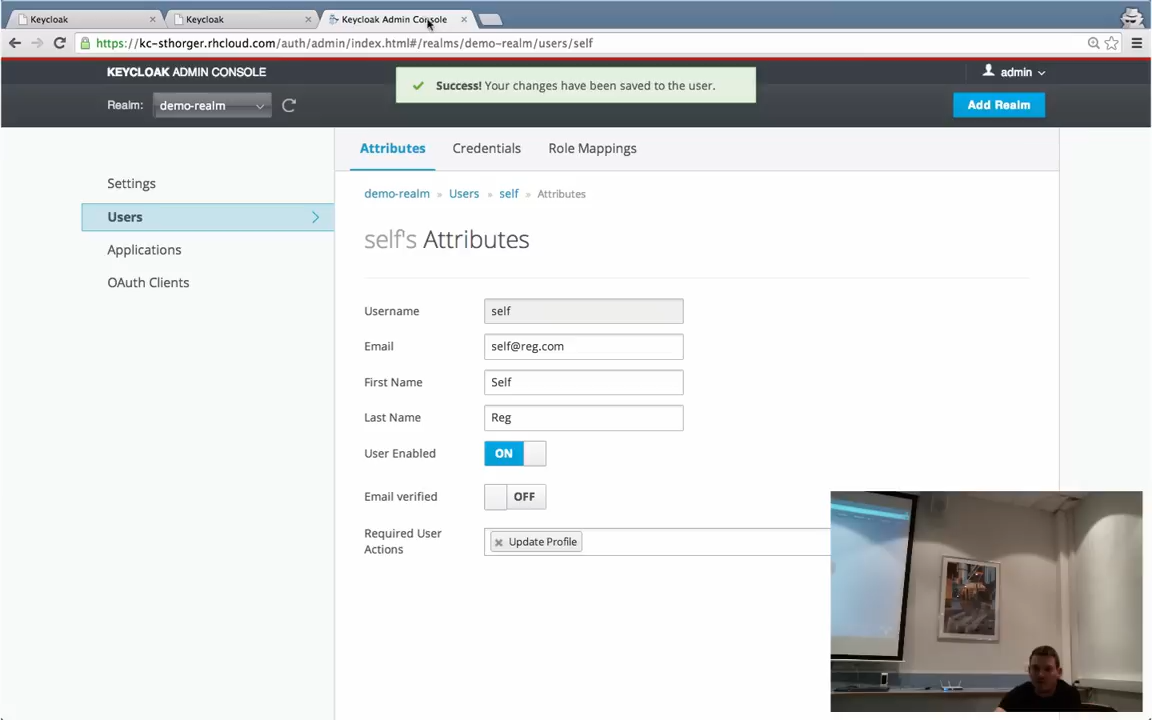 Keycloak
Keycloak
Keycloak Admin Console
https://kc-sthorger.rhcloud.com/auth/admin/index.html#/realms/demo-realm/users/self
KEYCLOAK ADMIN CONSOLE
admin
Success! Your changes have been saved to the user.
Realm: demo-realm
Add Realm
Attributes Credentials Role Mappings
Settings
Users
Applications
OAuth Clients
demo-realm » Users » self » Attributes
self's Attributes
Username self
Email self@reg.com
First Name Self
Last Name Reg
User Enabled ON
Email verified OFF
Required User
Actions
Update Profile